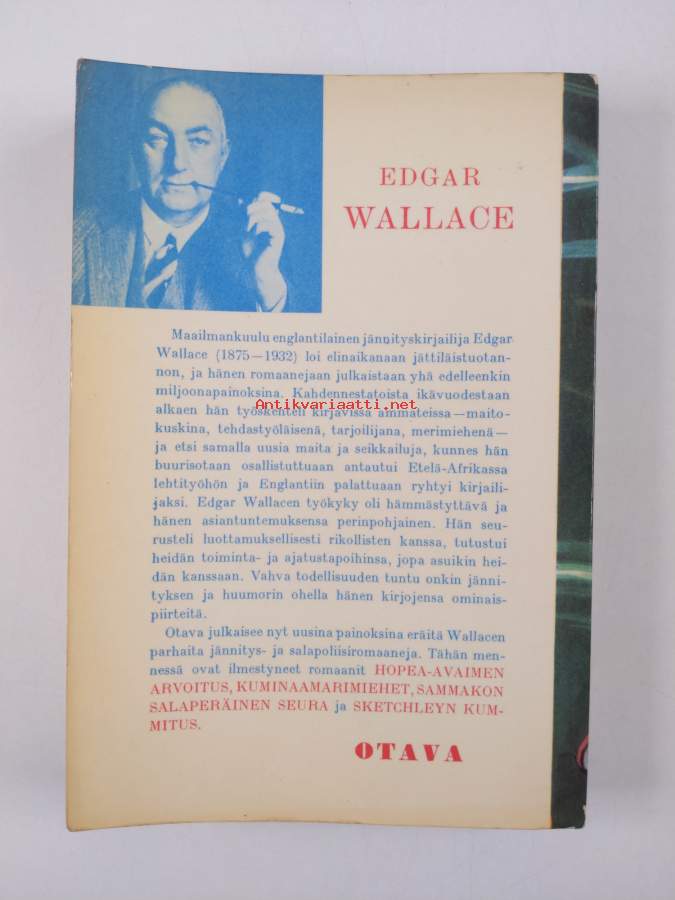 EDGAR
WALLACE
Maailmankuulu englantilainen jännityskirjailija Edgar
Wallace (1875—1932) loi elinaikanaan jättiläistuotan-
non, ja hänen romaanejaan julkaistaan yhä edelleenkin
miljoonapainoksina. Kahdennestatoista ikävuodestaan
alkaen hän työskenteli kirjavissa ammateissa — maito-
kuskina, tehdastyöläisenä, tarjoilijana, merimiehenä —
ja etsi samalla uusia maita ja seikkailuja, kunnes hän
buurisotaan osallistuttuaan antautui Etelä-Afrikassa
lehtityöhön ja Englantiin palattuaan ryhtyi kirjaili-
jaksi. Edgar Wallacen työkyky oli hämmästyttävä ja
hänen asiantuntemuksensa perinpohjainen. Hän seu-
rusteli luottamuksellisesti rikollisten kanssa, tutustui
heidän toiminta- ja ajatustapoihinsa, jopa asuikin hei-
dän kanssaan. Vahva todellisuuden tuntu onkin jänni-
tyksen ja huumorin ohella hänen kirjojensa ominais-
piirteitä.
Otava julkaisee nyt uusina painoksina eräitä Wallacen
parhaita jännitys- ja salapoliisiromaaneja. Tähän men-
nessä ovat ilmestyneet romaanit HOPEA-AVAIMEN
ARVOITUS, KUMINAAMARIMIEHET, SAMMAKON
SALAPERÄINEN SEURA ja SKETCHLEYN KUM-
MITUS.
OTAVA
Antikvariaatti.net